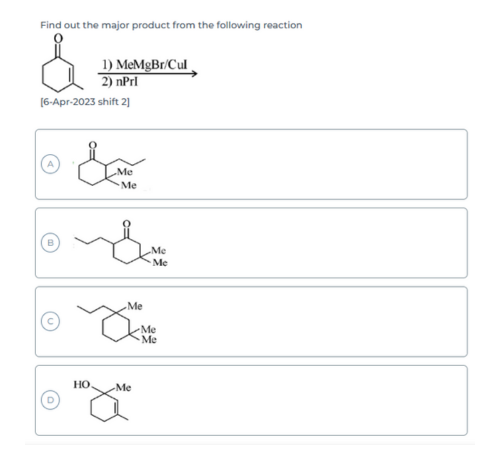 Find out the major product from the following reaction
O
1) MeMgBr/CuI
2) nPrI
[6-Apr-2023 shift 2]
A
O
Me
Me
B
O
Me
Me
C
Me
Me
Me
D
HO
Me